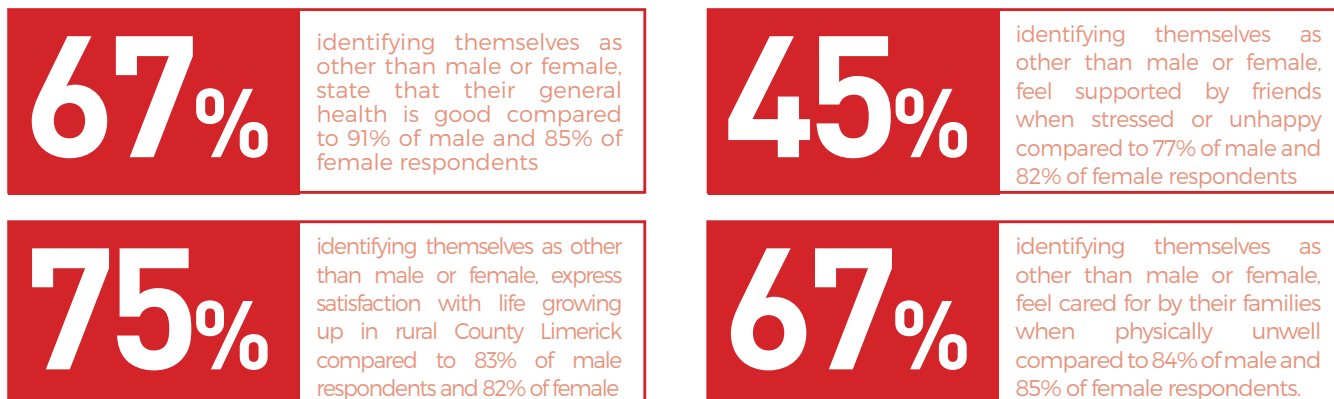 67%
identifying themselves as
other than male or female,
state that their general
health is good compared
to 91% of male and 85% of
female respondents
45%
identifying themselves as
other than male or female,
feel supported by friends
when stressed or unhappy
compared to 77% of male and
82% of female respondents
75%
identifying themselves as other
than male or female, express
satisfaction with life growing
up in rural County Limerick
compared to 83% of male
respondents and 82% of female
67%
identifying themselves as
other than male or female,
feel cared for by their families
when physically unwell
compared to 84% of male and
85% of female respondents.